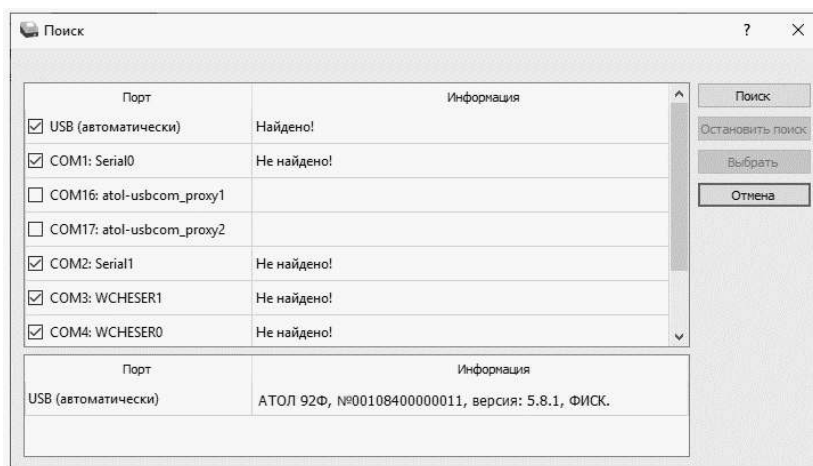 Поиск ?
Порт Информация
USB (автоматически) Найдено!
COM1: Serial0 Не найдено!
COM16: atol-usbcom_proxy1
COM17: atol-usbcom_proxy2
COM2: Serial1 Не найдено!
COM3: WCHESER1 Не найдено!
COM4: WCHESER0 Не найдено!
Поиск
Остановить поиск
Выбрать
Отмена
Порт Информация
USB (автоматически) АТОЛ 92Ф, №00108400000011, версия: 5.8.1, ФИСК.